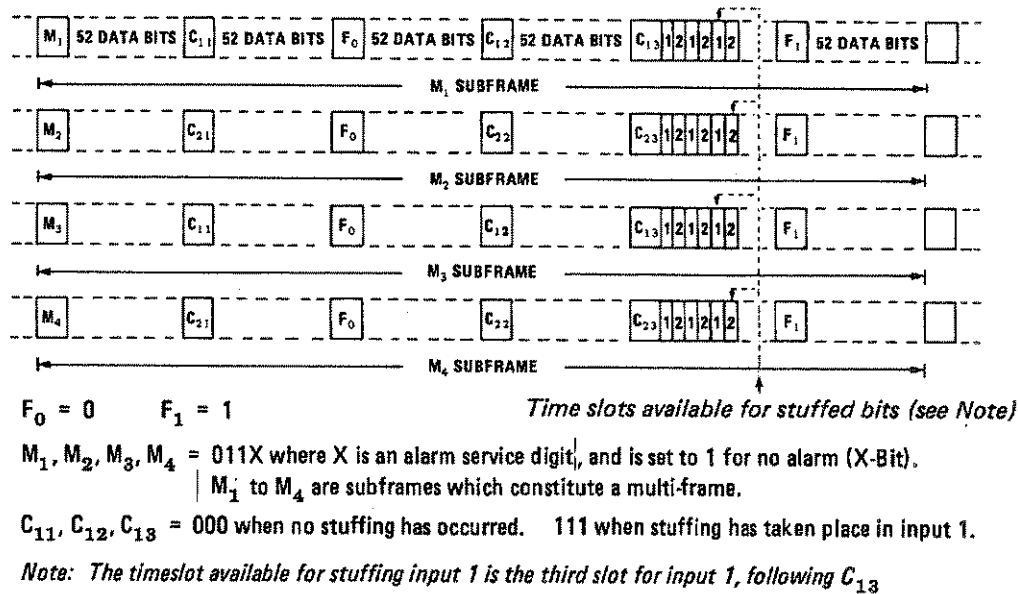 M₁ 52 DATA BITS C₁₁ 52 DATA BITS F₀ 52 DATA BITS C₁₂ 52 DATA BITS C₁₃ 1 2 1 2 1 2 F₁ 52 DATA BITS
M₁ SUBFRAME
M₂ C₂₁ F₀ C₂₂ C₂₃ 1 2 1 2 1 2 F₁
M₂ SUBFRAME
M₃ C₁₁ F₀ C₁₂ C₁₃ 1 2 1 2 1 2 F₁
M₃ SUBFRAME
M₄ C₂₁ F₀ C₂₂ C₂₃ 1 2 1 2 1 2 F₁
M₄ SUBFRAME
F₀ = 0 F₁ = 1 Time slots available for stuffed bits (see Note)
M₁, M₂, M₃, M₄ = 011X where X is an alarm service digit, and is set to 1 for no alarm (X-Bit).
M₁ to M₄ are subframes which constitute a multi-frame.
C₁₁, C₁₂, C₁₃ = 000 when no stuffing has occurred. 111 when stuffing has taken place in input 1.
Note: The timeslot available for stuffing input 1 is the third slot for input 1, following C₁₃